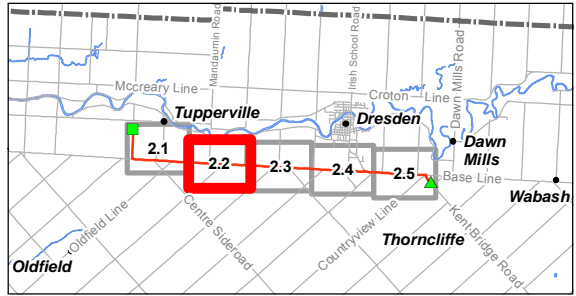 Mandaumin Road
Irish School Road
Dawn Mills Road
Mccreary Line
Croton Line
Tupperville
Dresden
Dawn
Mills
2.1
2.2
2.3
2.4
2.5
Base Line
Wabash
Oldfield Line
Centre Sideroad
Countryview Line
Kent Bridge Road
Thorncliffe
Oldfield